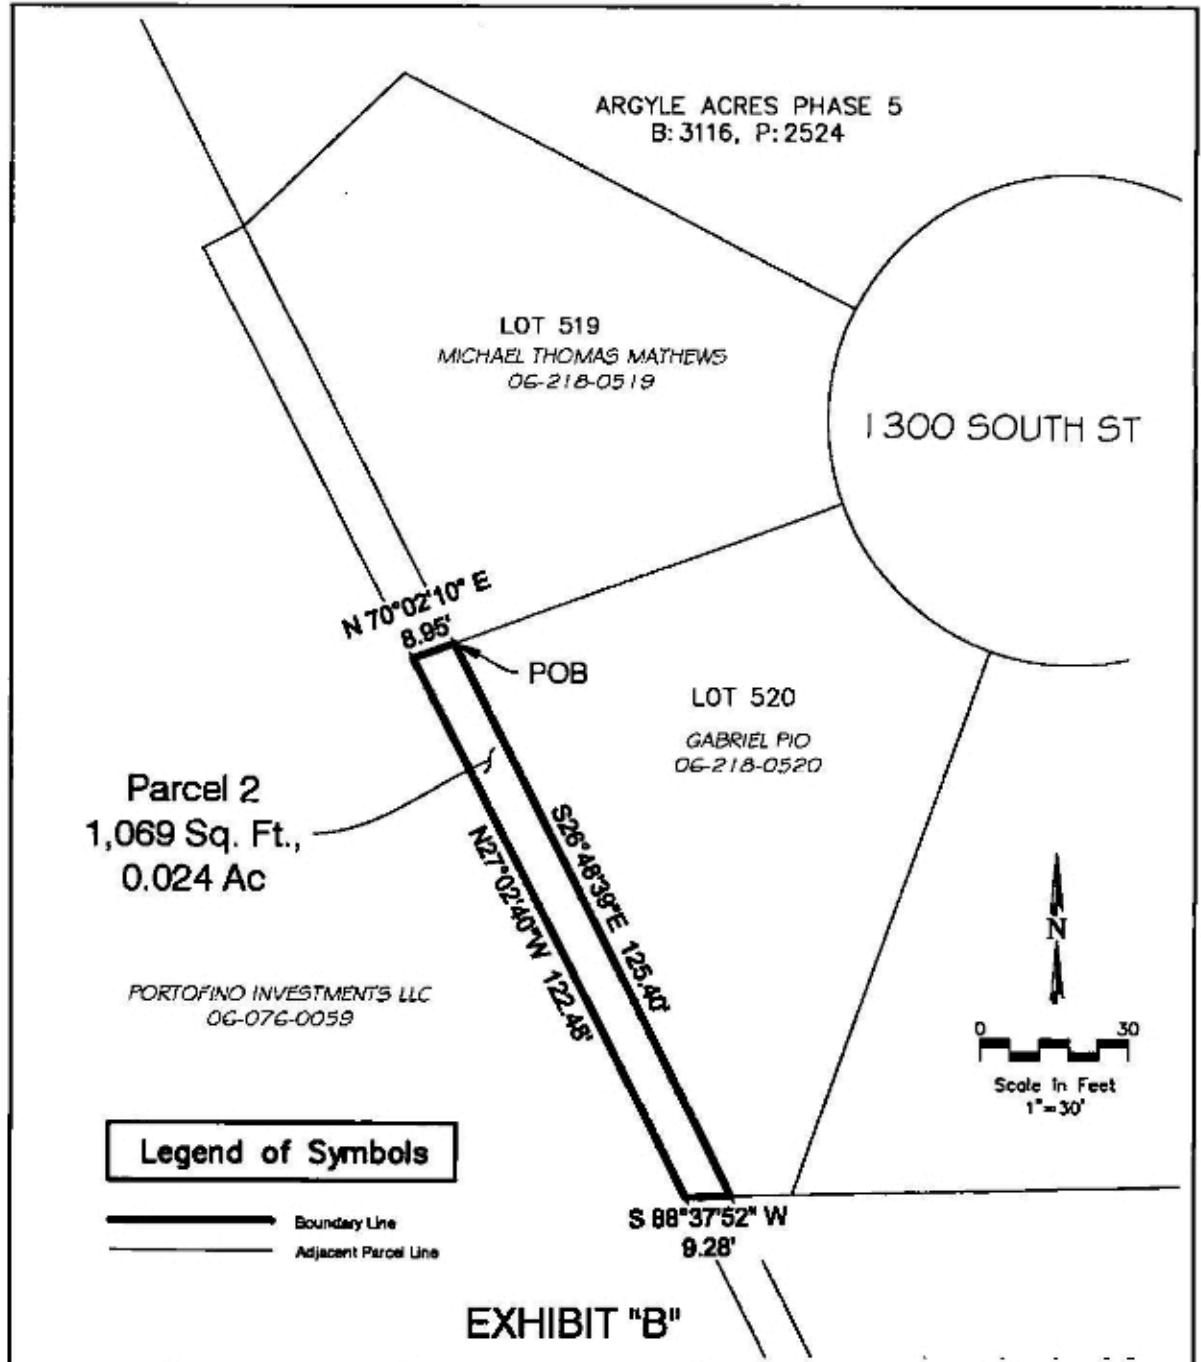 ARGYLE ACRES PHASE 5
B: 3116, P: 2524
LOT 519
MICHAEL THOMAS MATHEWS
06-218-0519
1300 SOUTH ST
N 70°02'10" E
8.95'
POB
LOT 520
GABRIEL PIO
06-218-0520
Parcel 2
1,069 Sq. Ft.,
0.024 Ac
S26°48'39"E 125.40'
N27°02'40"W 122.48'
PORTOFINO INVESTMENTS LLC
06-076-0059
N
0 30
Scale in Feet
1"=30'
Legend of Symbols
Boundary Line
Adjacent Parcel Line
S 88°37'52" W
9.28'
EXHIBIT "B"